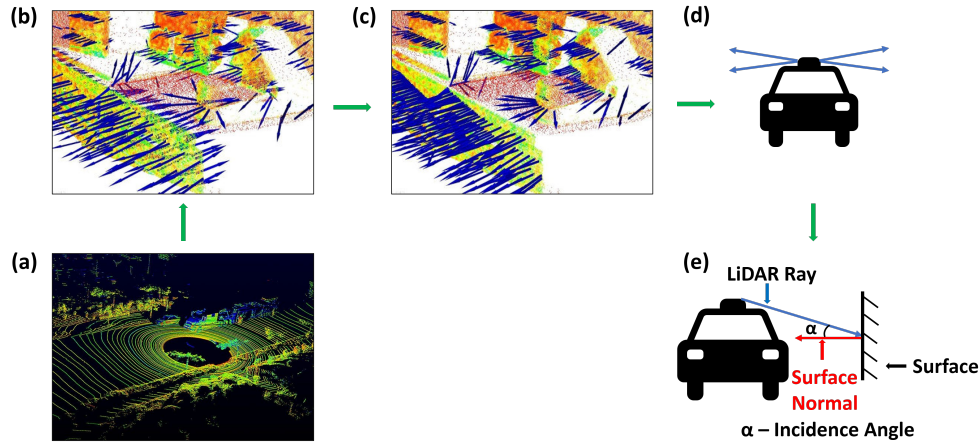 (b)
(c)
(d)
(a)
(e)
LiDAR Ray
α
Surface
Surface
Normal
α – Incidence Angle